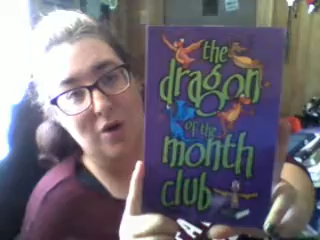 the
dragon
of the
month
club